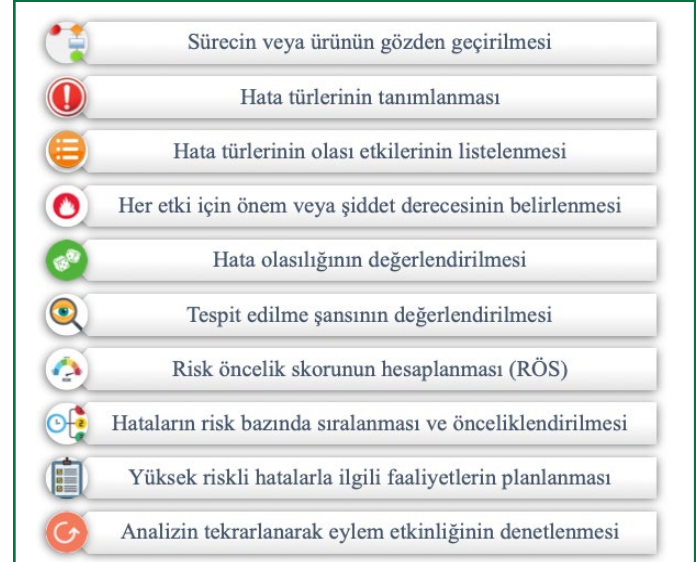 Sürecin veya ürünün gözden geçirilmesi
Hata türlerinin tanımlanması
Hata türlerinin olası etkilerinin listelenmesi
Her etki için önem veya şiddet derecesinin belirlenmesi
Hata olasılığının değerlendirilmesi
Tespit edilme şansının değerlendirilmesi
Risk öncelik skorunun hesaplanması (RÖS)
Hataların risk bazında sıralanması ve önceliklendirilmesi
Yüksek riskli hatalarla ilgili faaliyetlerin planlanması
Analizin tekrarlanarak eylem etkinliğinin denetlenmesi